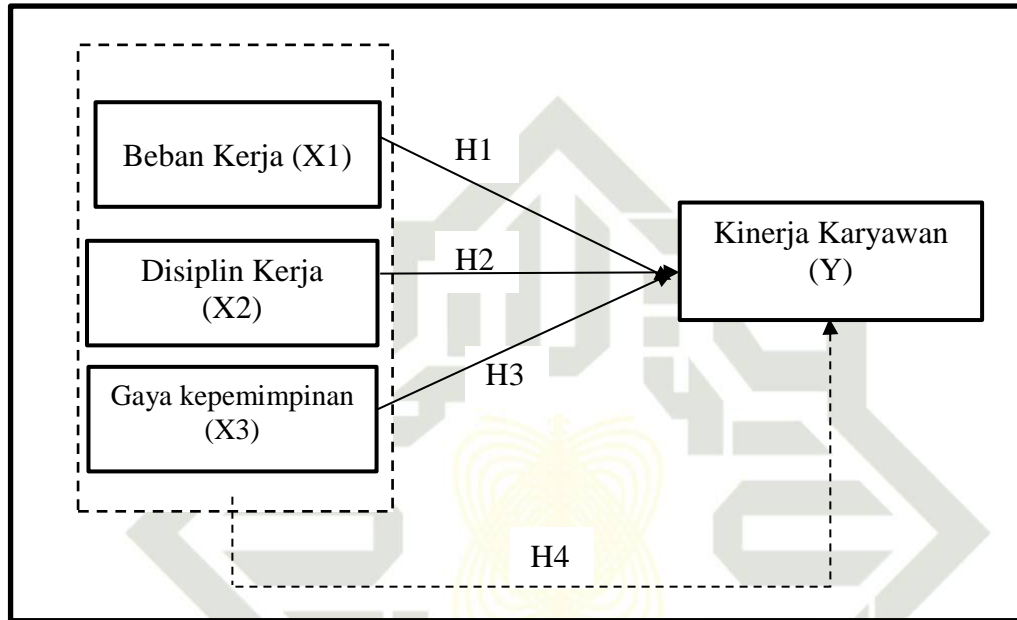 Beban Kerja (X1)
H1
Kinerja Karyawan
(Y)
Disiplin Kerja
(X2)
H2
Gaya kepemimpinan
(X3)
H3
H4